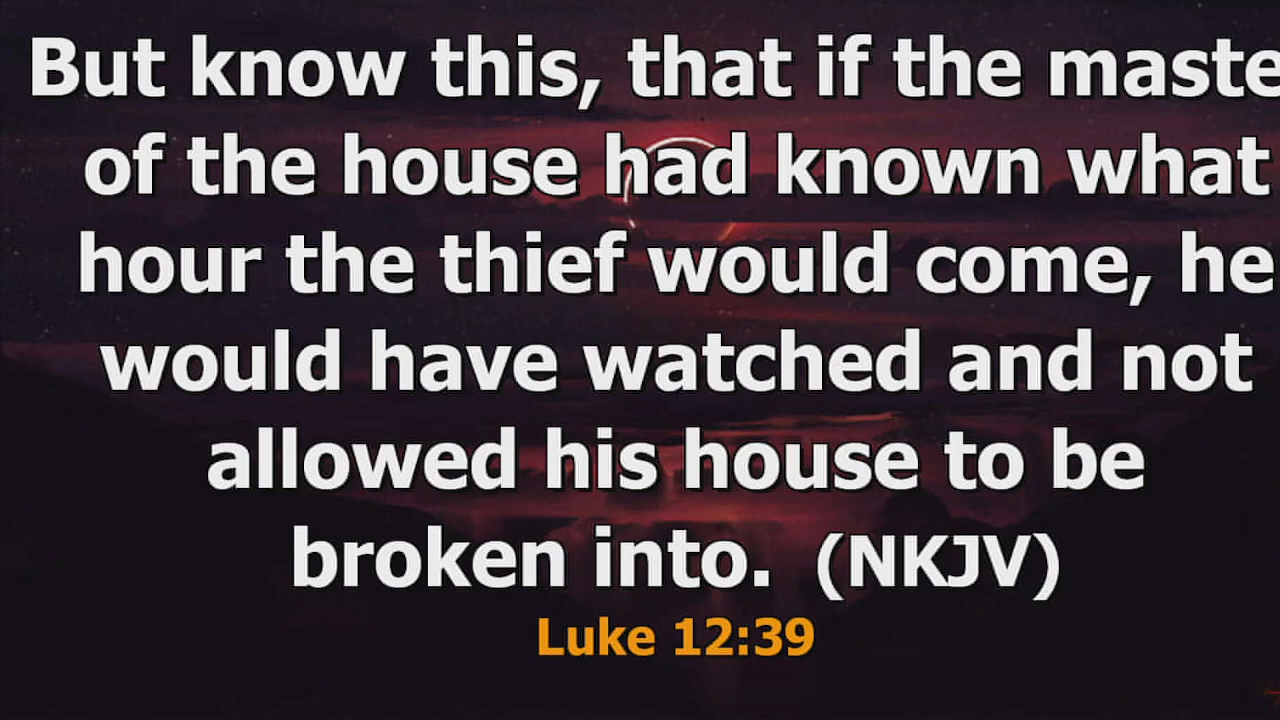 But know this, that if the maste
of the house had known what
hour the thief would come, he
would have watched and not
allowed his house to be
broken into. (NKJV)
Luke 12:39